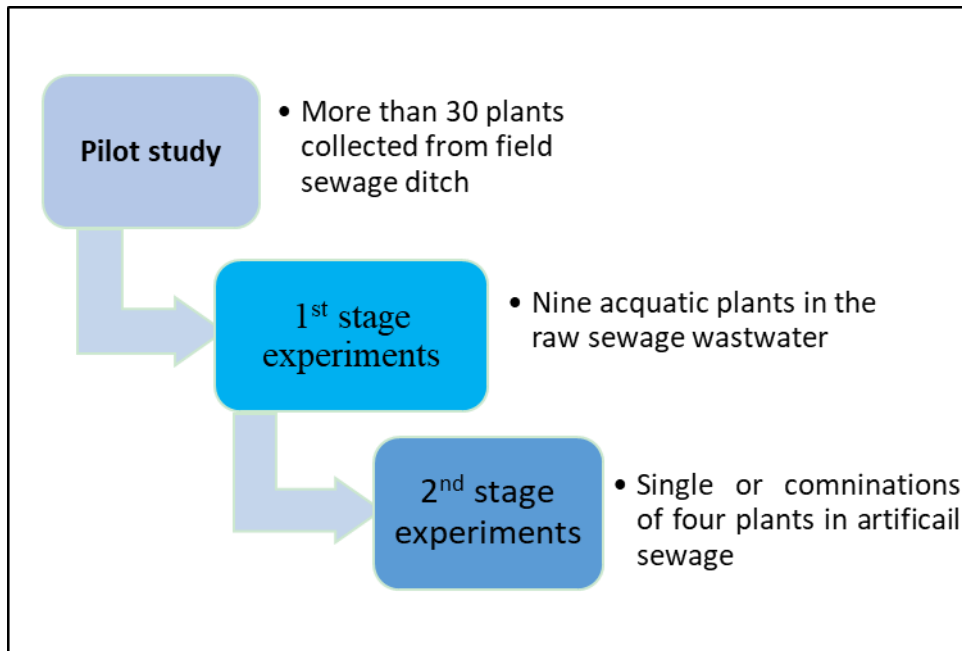 Pilot study
• More than 30 plants
collected from field
sewage ditch
1st stage
experiments
• Nine acquatic plants in the
raw sewage wastwater
2nd stage
experiments
• Single or comninations
of four plants in artificail
sewage